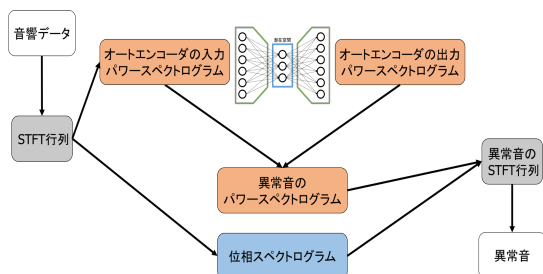 音響データ
オートエンコーダの入力
パワースペクトログラム
潜在空間
オートエンコーダの出力
パワースペクトログラム
STFT行列
異常音の
パワースペクトログラム
異常音の
STFT行列
位相スペクトログラム
異常音